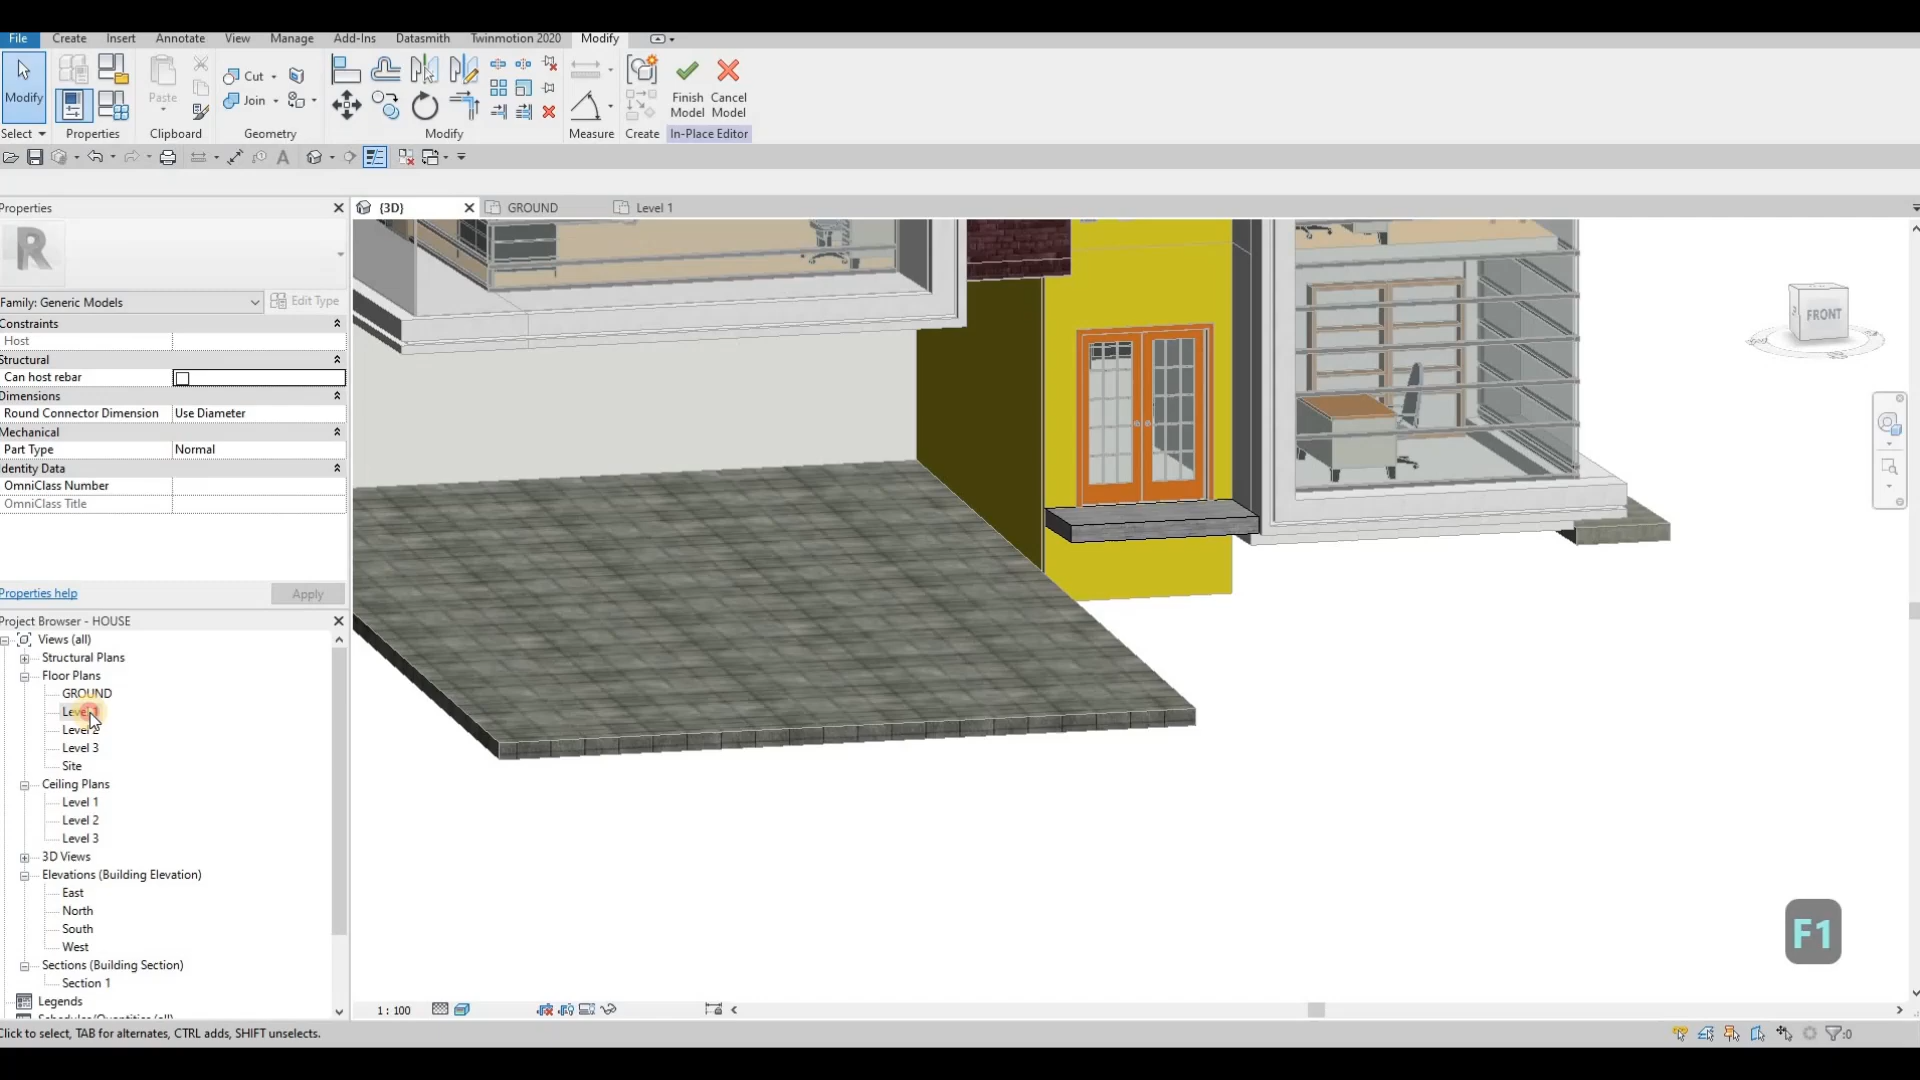 File Create Insert Annotate View Manage Add-Ins Datasmith Twinmotion 2020 Modify
Modify
Paste
Cut
Join
Finish Model
Cancel Model
Select Properties Clipboard Geometry Modify Measure Create In-Place Editor
Properties
{3D} GROUND Level 1
R
Family: Generic Models Edit Type
Constraints
Host
Structural
Can host rebar
Dimensions
Round Connector Dimension Use Diameter
Mechanical
Part Type Normal
Identity Data
OmniClass Number
OmniClass Title
Properties help Apply
FRONT
Project Browser - HOUSE
Views (all)
Structural Plans
Floor Plans
GROUND
Level 1
Level 2
Level 3
Site
Ceiling Plans
Level 1
Level 2
Level 3
3D Views
Elevations (Building Elevation)
East
North
South
West
Sections (Building Section)
Section 1
Legends
F1
1 : 100
Click to select, TAB for alternates, CTRL adds, SHIFT unselects.
:0